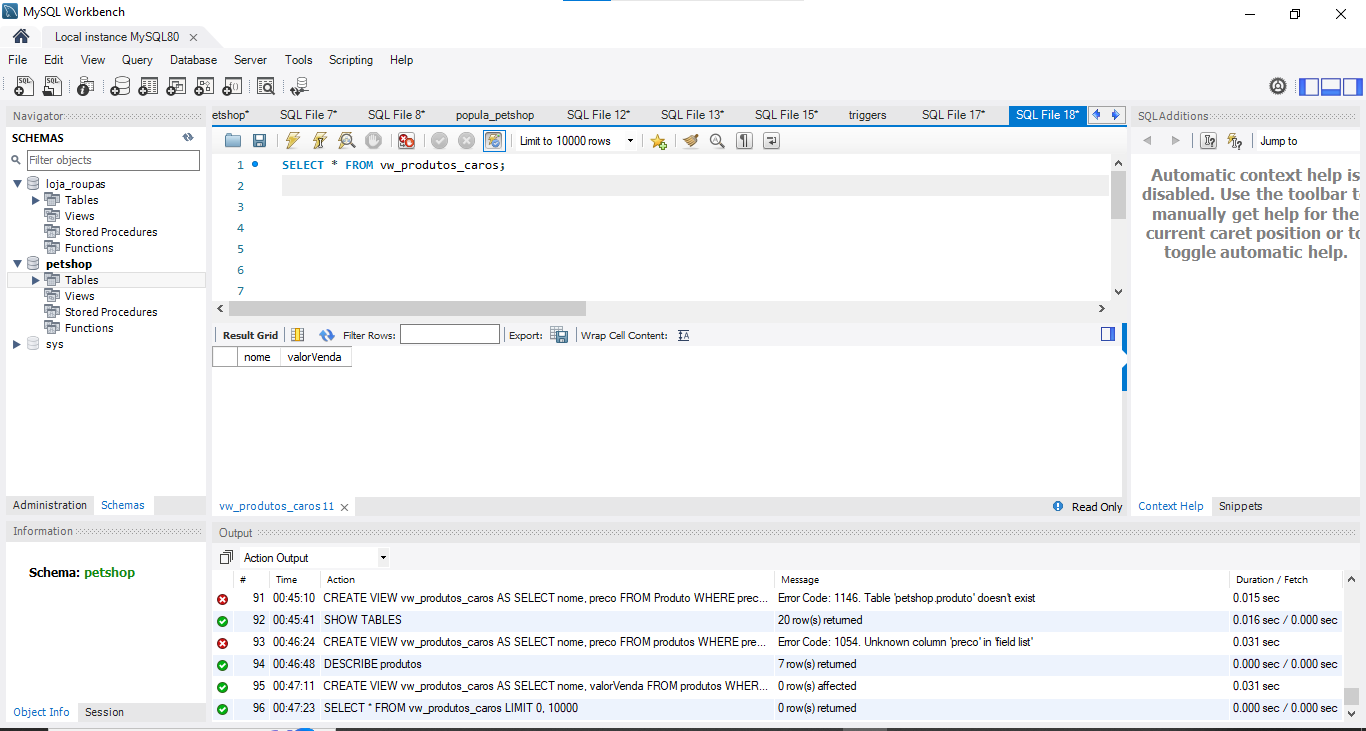 MySQL Workbench
Local instance MySQL80
File Edit View Query Database Server Tools Scripting Help
Navigator
SCHEMAS
Filter objects
loja_roupas
Tables
Views
Stored Procedures
Functions
petshop
Tables
Views
Stored Procedures
Functions
sys
Administration Schemas
Information
Schema: petshop
Object Info Session
etshop* SQL File 7* SQL File 8* popula_petshop SQL File 12* SQL File 13* SQL File 15* triggers SQL File 17* SQL File 18*
Limit to 10000 rows
1 SELECT * FROM vw_produtos_caros;
2
3
4
5
6
7
Result Grid Filter Rows: Export: Wrap Cell Content:
nome valorVenda
vw_produtos_caros 11 Read Only
Output
Action Output
# Time Action Message Duration / Fetch
91 00:45:10 CREATE VIEW vw_produtos_caros AS SELECT nome, preco FROM Produto WHERE prec... Error Code: 1146. Table 'petshop.produto' doesn't exist 0.015 sec
92 00:45:41 SHOW TABLES 20 row(s) returned 0.016 sec / 0.000 sec
93 00:46:24 CREATE VIEW vw_produtos_caros AS SELECT nome, preco FROM produtos WHERE pre... Error Code: 1054. Unknown column 'preco' in 'field list' 0.031 sec
94 00:46:48 DESCRIBE produtos 7 row(s) returned 0.000 sec / 0.000 sec
95 00:47:11 CREATE VIEW vw_produtos_caros AS SELECT nome, valorVenda FROM produtos WHER... 0 row(s) affected 0.031 sec
96 00:47:23 SELECT * FROM vw_produtos_caros LIMIT 0, 10000 0 row(s) returned 0.000 sec / 0.000 sec
SQLAdditions
Jump to
Automatic context help is
disabled. Use the toolbar t
manually get help for the
current caret position or to
toggle automatic help.
Context Help Snippets